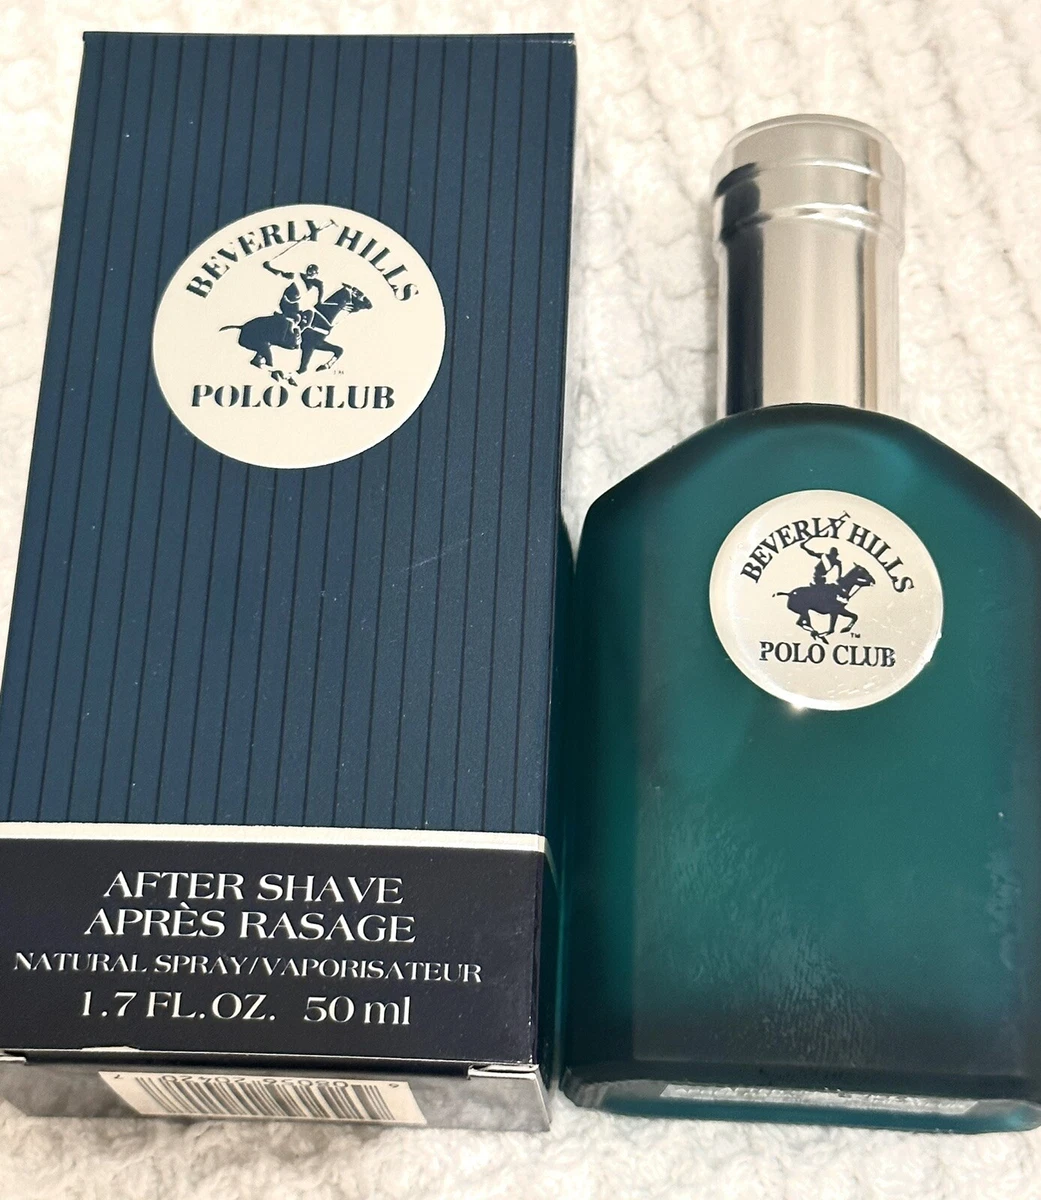 BEVERLY HILLS
POLO CLUB
AFTER SHAVE
APRÈS RASAGE
NATURAL SPRAY/VAPORISATEUR
1.7 FL.OZ. 50 ml
BEVERLY HILLS
TM
POLO CLUB